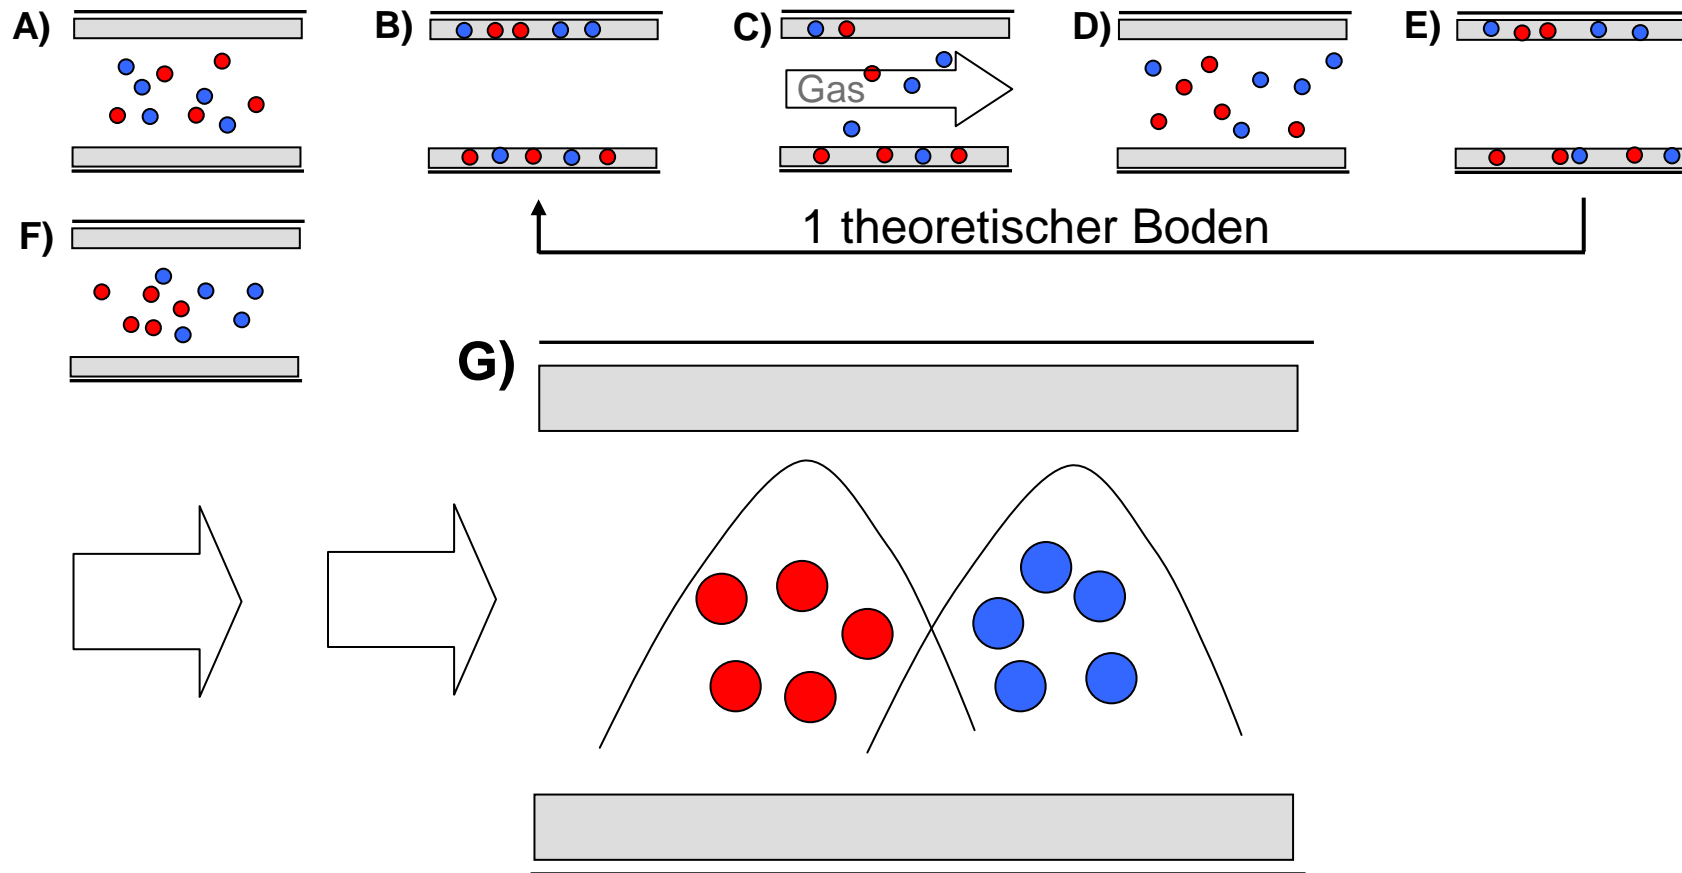 A) B) C) D) E)
Gas
1 theoretischer Boden
F)
G)